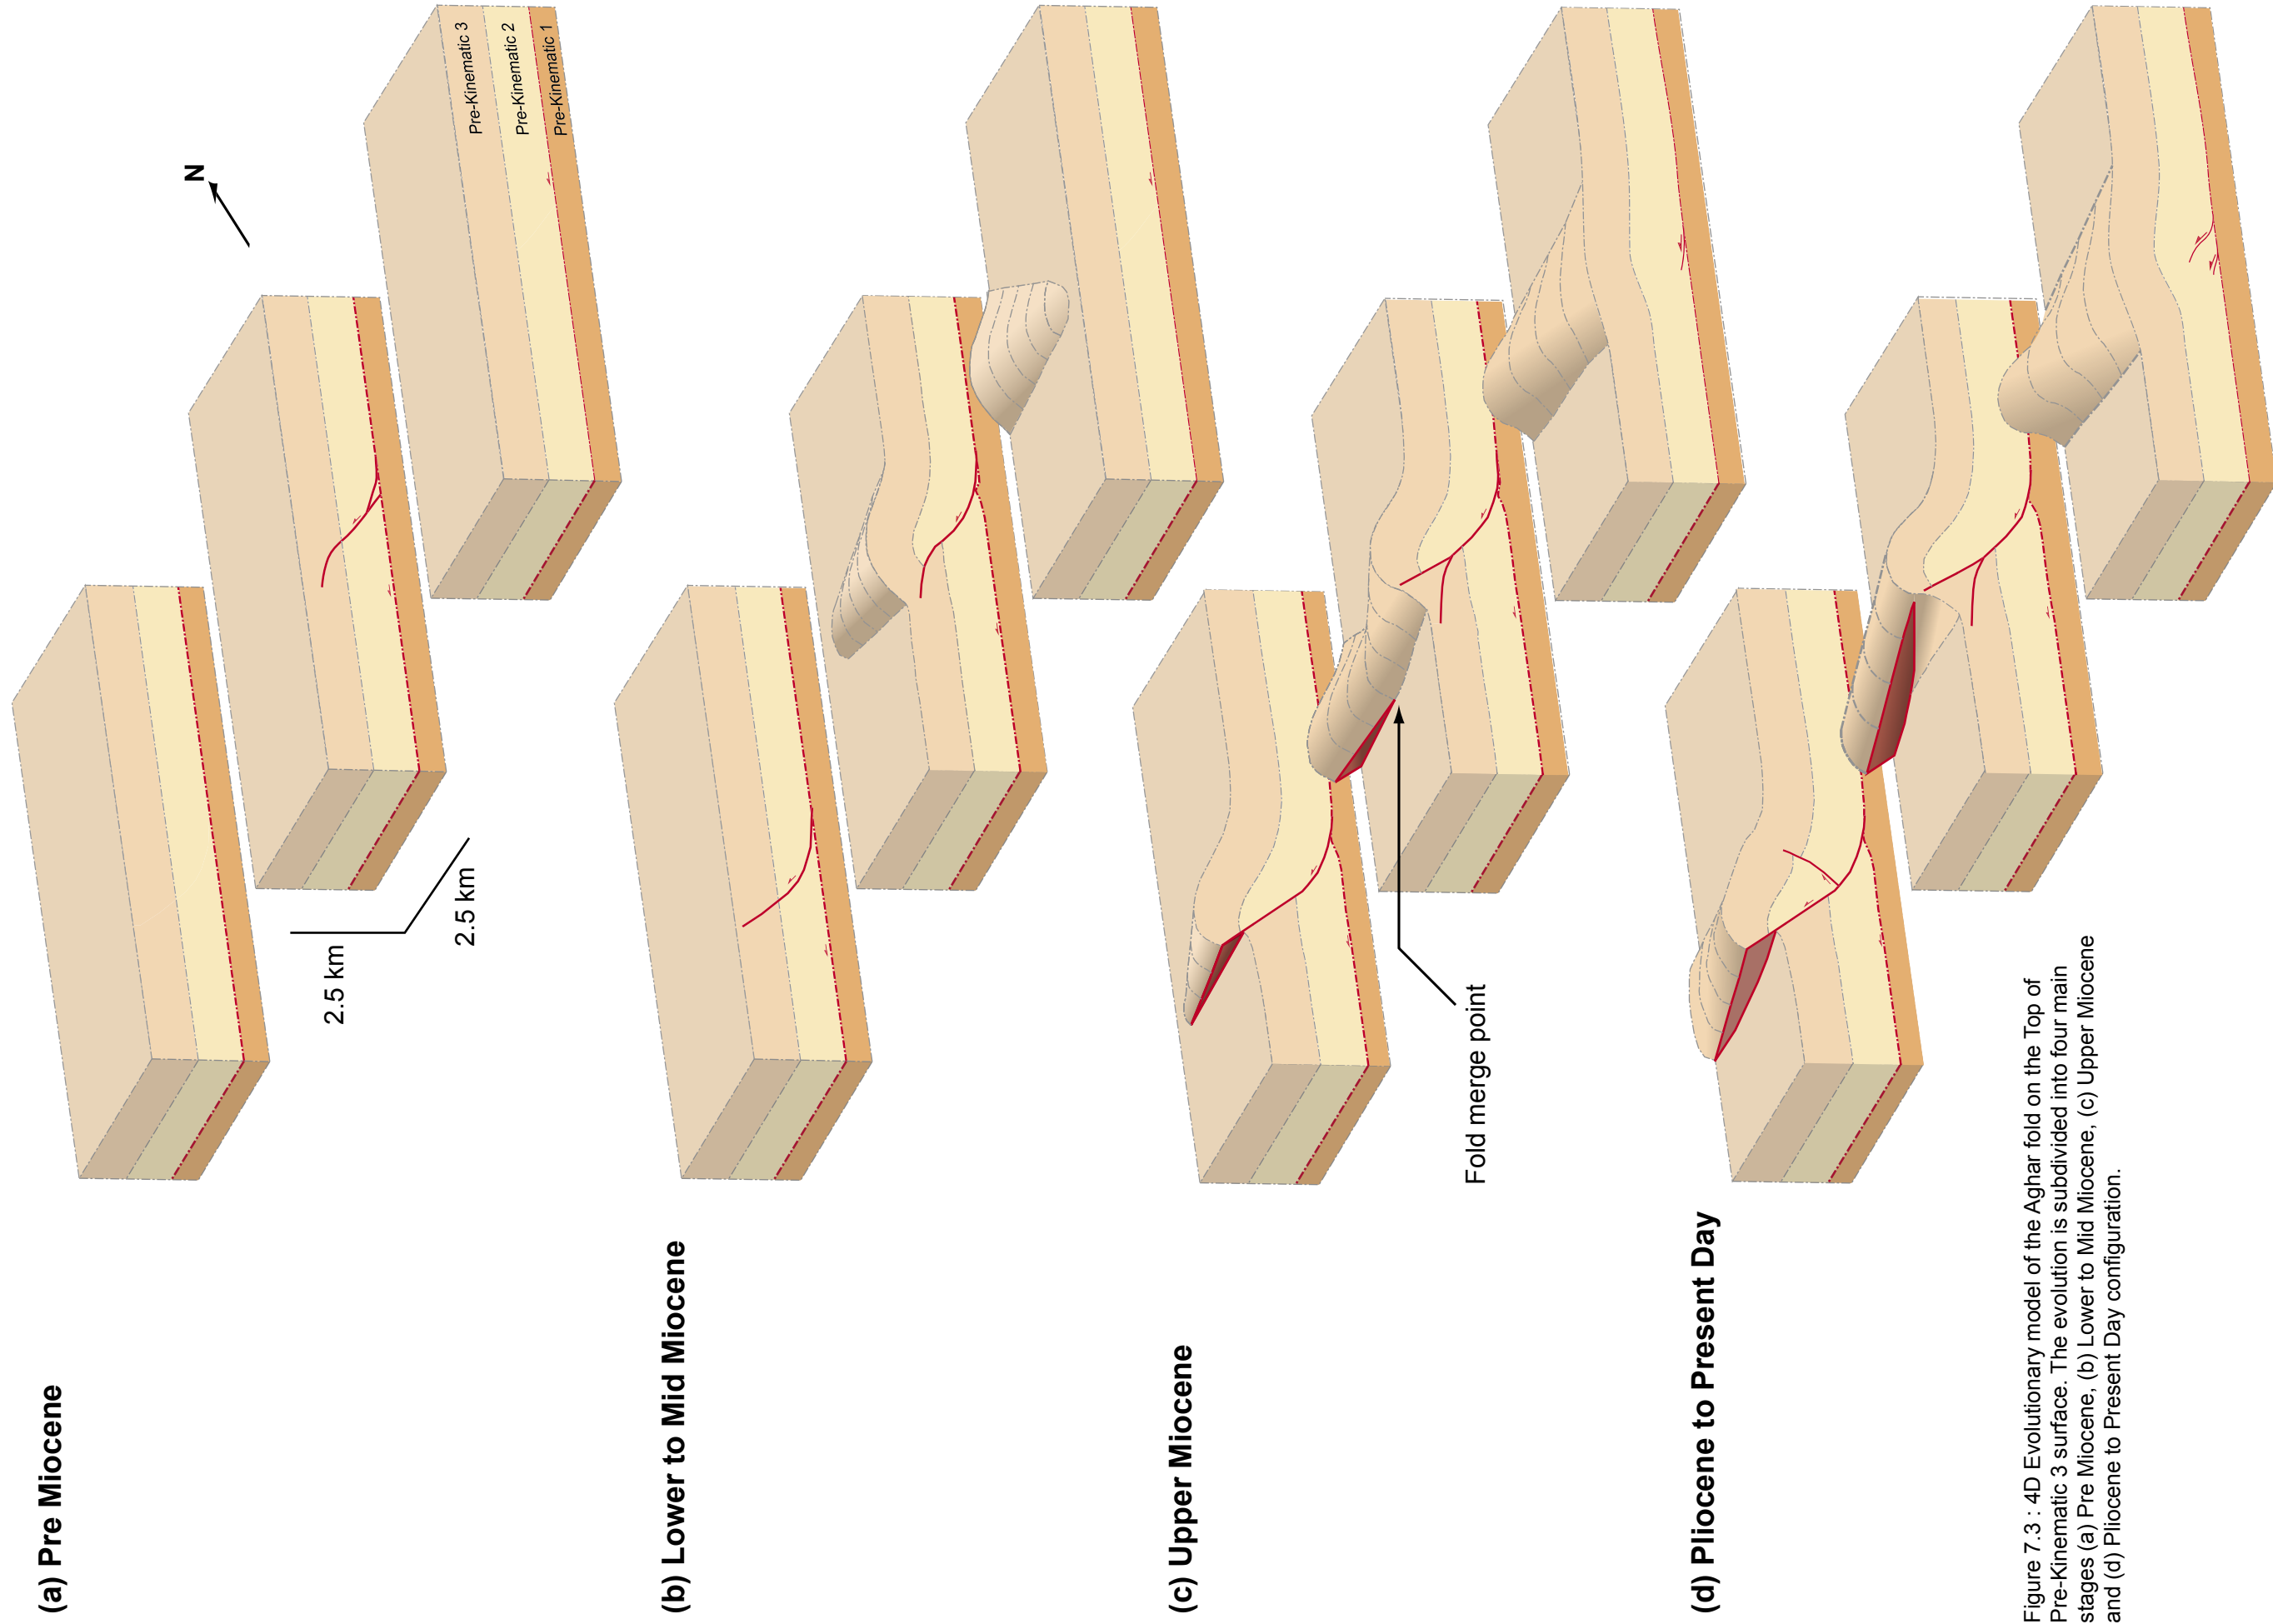 (a) Pre Miocene
N
Pre-Kinematic 3
Pre-Kinematic 2
Pre-Kinematic 1
2.5 km
2.5 km
(b) Lower to Mid Miocene
(c) Upper Miocene
Fold merge point
(d) Pliocene to Present Day
Figure 7.3 : 4D Evolutionary model of the Aghar fold on the Top of
Pre-Kinematic 3 surface. The evolution is subdivided into four main
stages (a) Pre Miocene, (b) Lower to Mid Miocene, (c) Upper Miocene
and (d) Pliocene to Present Day configuration.